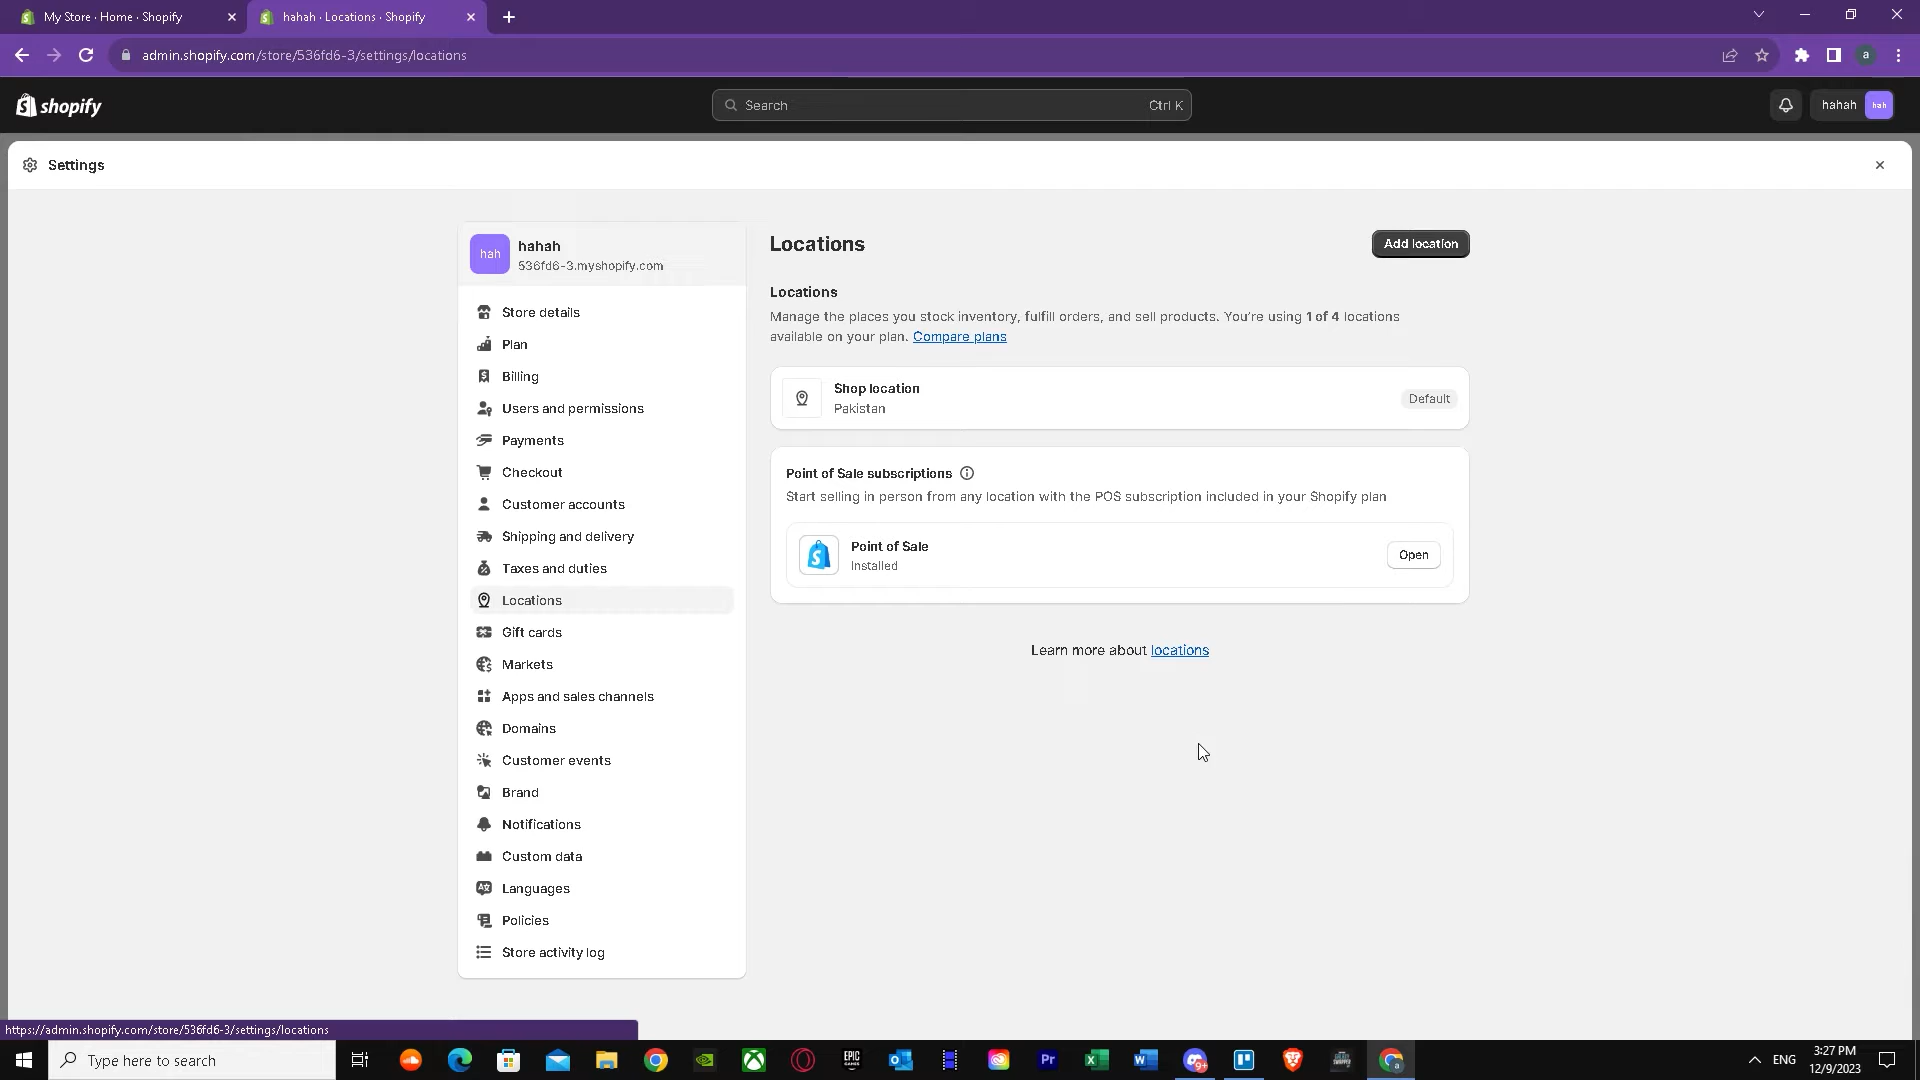 My Store · Home · Shopify
hahah · Locations · Shopify
admin.shopify.com/store/536fd6-3/settings/locations
a
shopify
Search
Ctrl K
hahah
hah
Settings
hah
hahah
536fd6-3.myshopify.com
Store details
Plan
Billing
Users and permissions
Payments
Checkout
Customer accounts
Shipping and delivery
Taxes and duties
Locations
Gift cards
Markets
Apps and sales channels
Domains
Customer events
Brand
Notifications
Custom data
Languages
Policies
Store activity log
Locations
Add location
Locations
Manage the places you stock inventory, fulfill orders, and sell products. You're using 1 of 4 locations
available on your plan. Compare plans
Shop location
Pakistan
Default
Point of Sale subscriptions
Start selling in person from any location with the POS subscription included in your Shopify plan
Point of Sale
Installed
Open
Learn more about locations
https://admin.shopify.com/store/536fd6-3/settings/locations
Type here to search
EPIC
GAMES
Pr
9+
a
ENG
3:27 PM
12/9/2023